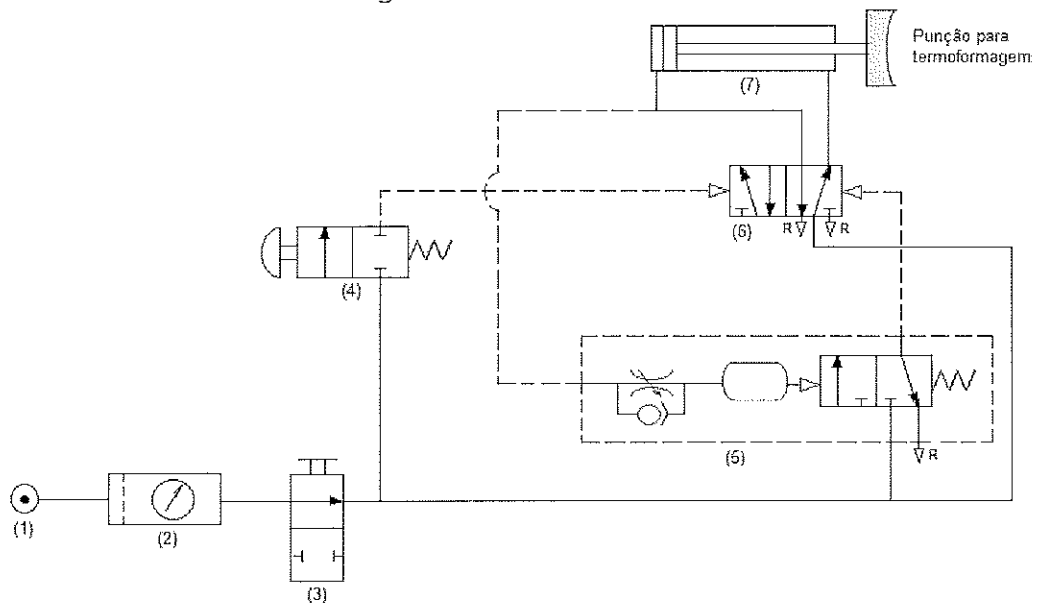 Punção para
termoformagem
(7)
(6)
R
R
(4)
(5)
R
(1)
(2)
(3)